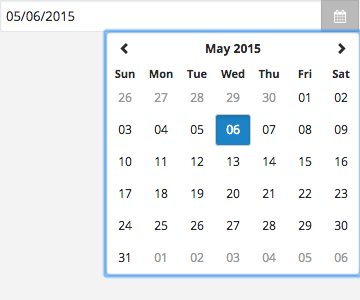 05/06/2015
May 2015
Sun Mon Tue Wed Thu Fri Sat
26 27 28 29 30 01 02
03 04 05 06 07 08 09
10 11 12 13 14 15 16
17 18 19 20 21 22 23
24 25 26 27 28 29 30
31 01 02 03 04 05 06